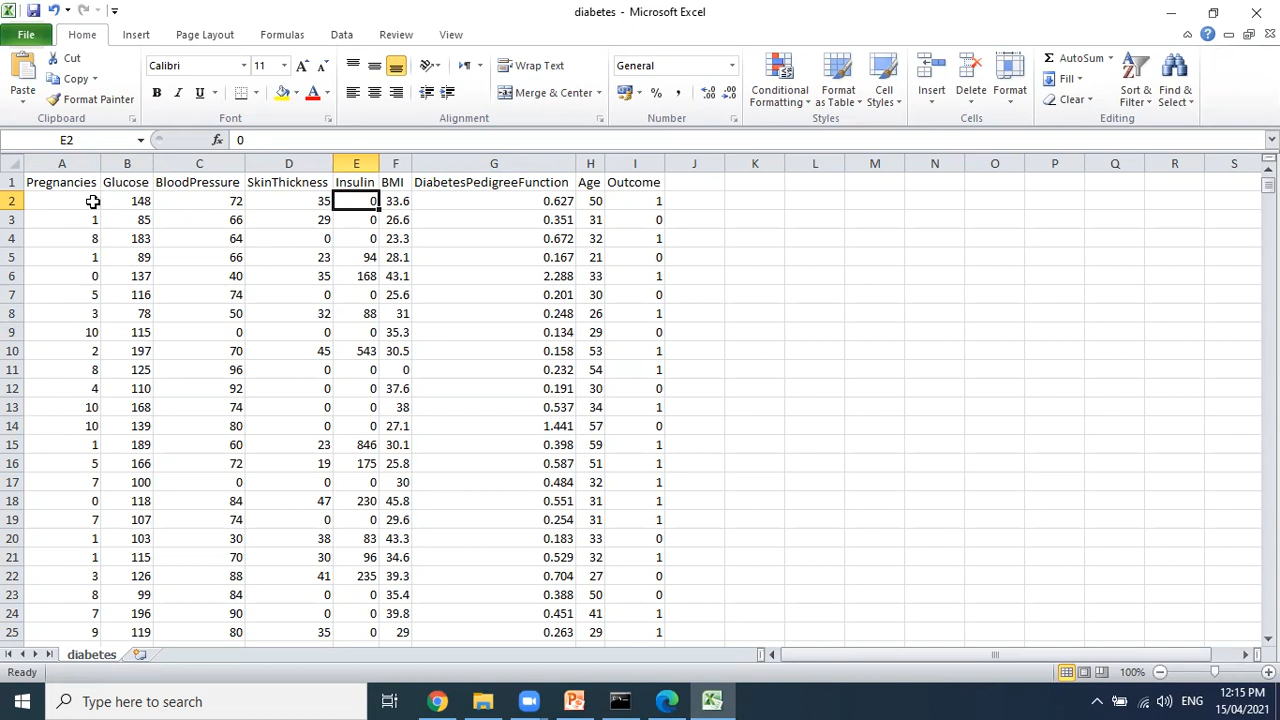 diabetes - Microsoft Excel
File Home Insert Page Layout Formulas Data Review View
Paste
Cut
Copy
Format Painter
Clipboard
Calibri 11
B I U
Font
Wrap Text
Merge & Center
Alignment
General
Number
Conditional Formatting
Format as Table
Cell Styles
Styles
Insert
Delete
Format
Cells
AutoSum
Fill
Clear
Sort & Filter
Find & Select
Editing
E2 fx 0
A B C D E F G H I J K L M N O P Q R S
1 Pregnancies Glucose BloodPressure SkinThickness Insulin BMI DiabetesPedigreeFunction Age Outcome
2 148 72 35 0 33.6 0.627 50 1
3 1 85 66 29 0 26.6 0.351 31 0
4 8 183 64 0 0 23.3 0.672 32 1
5 1 89 66 23 94 28.1 0.167 21 0
6 0 137 40 35 168 43.1 2.288 33 1
7 5 116 74 0 0 25.6 0.201 30 0
8 3 78 50 32 88 31 0.248 26 1
9 10 115 0 0 0 35.3 0.134 29 0
10 2 197 70 45 543 30.5 0.158 53 1
11 8 125 96 0 0 0 0.232 54 1
12 4 110 92 0 0 37.6 0.191 30 0
13 10 168 74 0 0 38 0.537 34 1
14 10 139 80 0 0 27.1 1.441 57 0
15 1 189 60 23 846 30.1 0.398 59 1
16 5 166 72 19 175 25.8 0.587 51 1
17 7 100 0 0 0 30 0.484 32 1
18 0 118 84 47 230 45.8 0.551 31 1
19 7 107 74 0 0 29.6 0.254 31 1
20 1 103 30 38 83 43.3 0.183 33 0
21 1 115 70 30 96 34.6 0.529 32 1
22 3 126 88 41 235 39.3 0.704 27 0
23 8 99 84 0 0 35.4 0.388 50 0
24 7 196 90 0 0 39.8 0.451 41 1
25 9 119 80 35 0 29 0.263 29 1
diabetes
Ready 100%
Type here to search
ENG
12:15 PM
15/04/2021